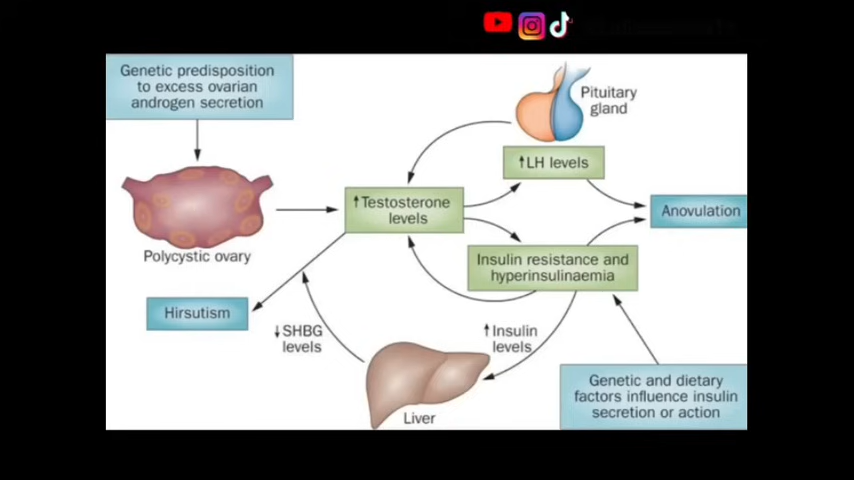 Genetic predisposition
to excess ovarian
androgen secretion
Pituitary
gland
↑LH levels
↑Testosterone
levels
Anovulation
Polycystic ovary
Insulin resistance and
hyperinsulinaemia
Hirsutism
↓SHBG
levels
↑Insulin
levels
Liver
Genetic and dietary
factors influence insulin
secretion or action